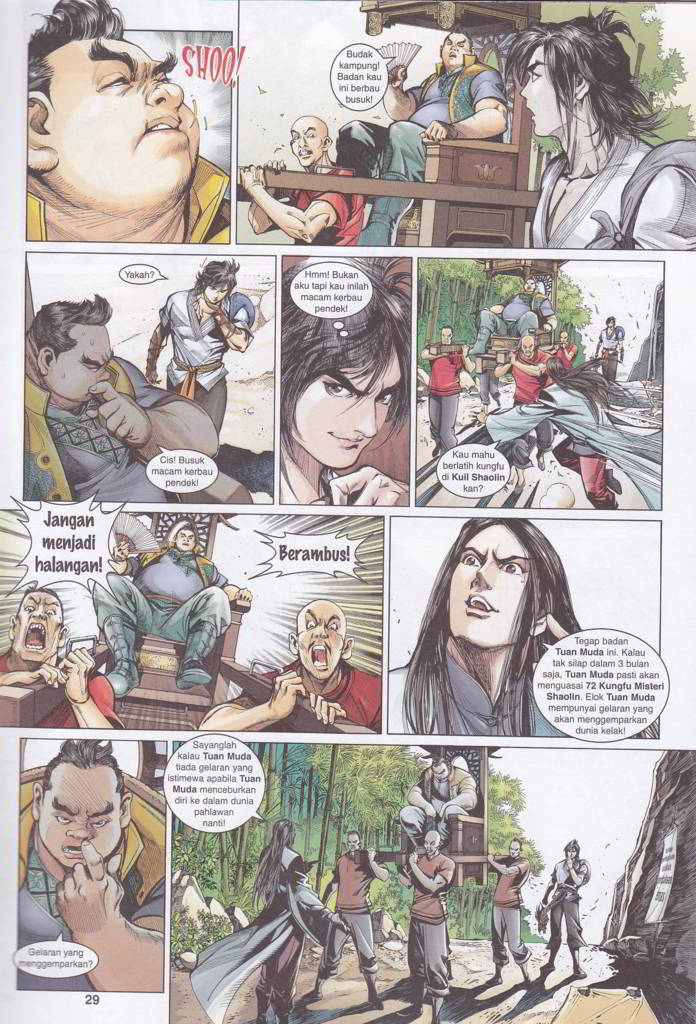 SHOO!
Budak
kampung!
Badan kau
ini berbau
busuk!
Yakah?
Cis! Busuk
macam kerbau
pendek!
Hmm! Bukan
aku tapi kau inilah
macam kerbau
pendek!
Kau mahu
berlatih kungfu
di Kuil Shaolin
kan?
Jangan
menjadi
halangan!
Berambus!
Tegap badan
Tuan Muda ini. Kalau
tak silap dalam 3 bulan
saja, Tuan Muda pasti akan
menguasai 72 Kungfu Misteri
Shaolin. Elok Tuan Muda
mempunyai gelaran yang
akan menggemparkan
dunia kelak!
Gelaran yang
menggemparkan?
Sayanglah
kalau Tuan Muda
tiada gelaran yang
istimewa apabila Tuan
Muda menceburkan
diri ke dalam dunia
pahlawan
nanti!
29